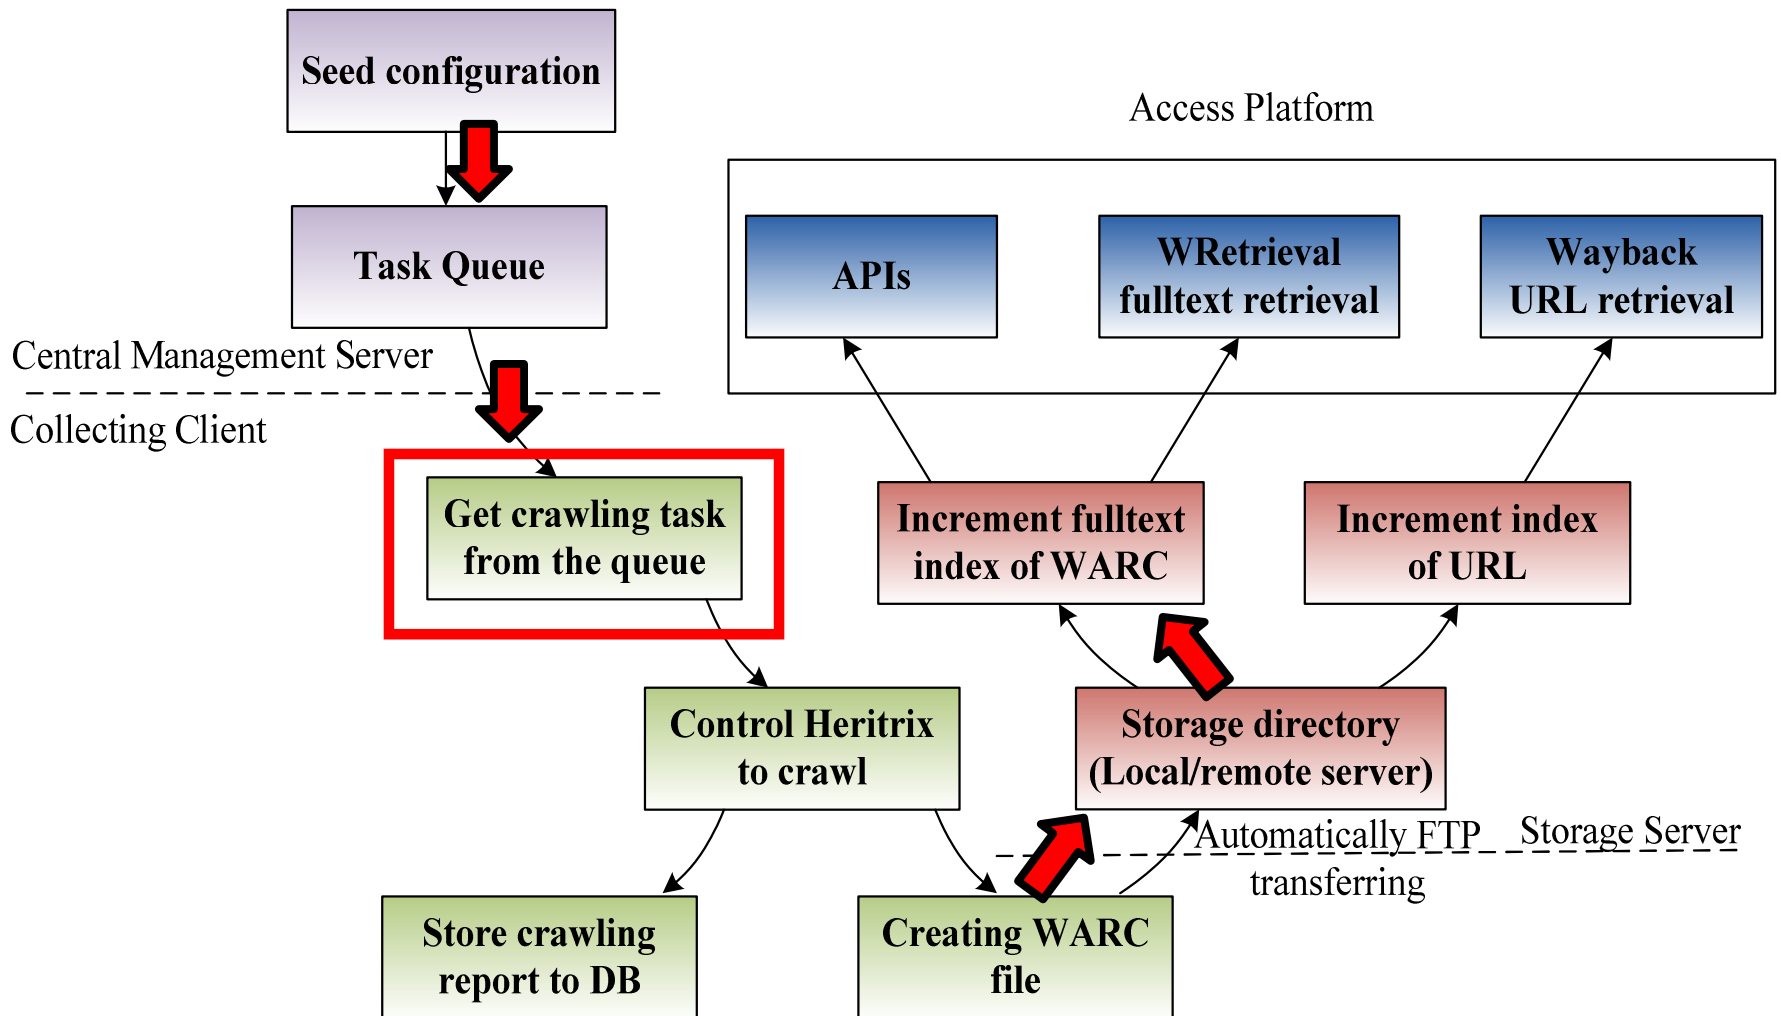 Seed configuration
Access Platform
Task Queue
APIs
WRetrieval
fulltext retrieval
Wayback
URL retrieval
Central Management Server
Collecting Client
Get crawling task
from the queue
Increment fulltext
index of WARC
Increment index
of URL
Control Heritrix
to crawl
Storage directory
(Local/remote server)
Automatically FTP
transferring
Storage Server
Store crawling
report to DB
Creating WARC
file